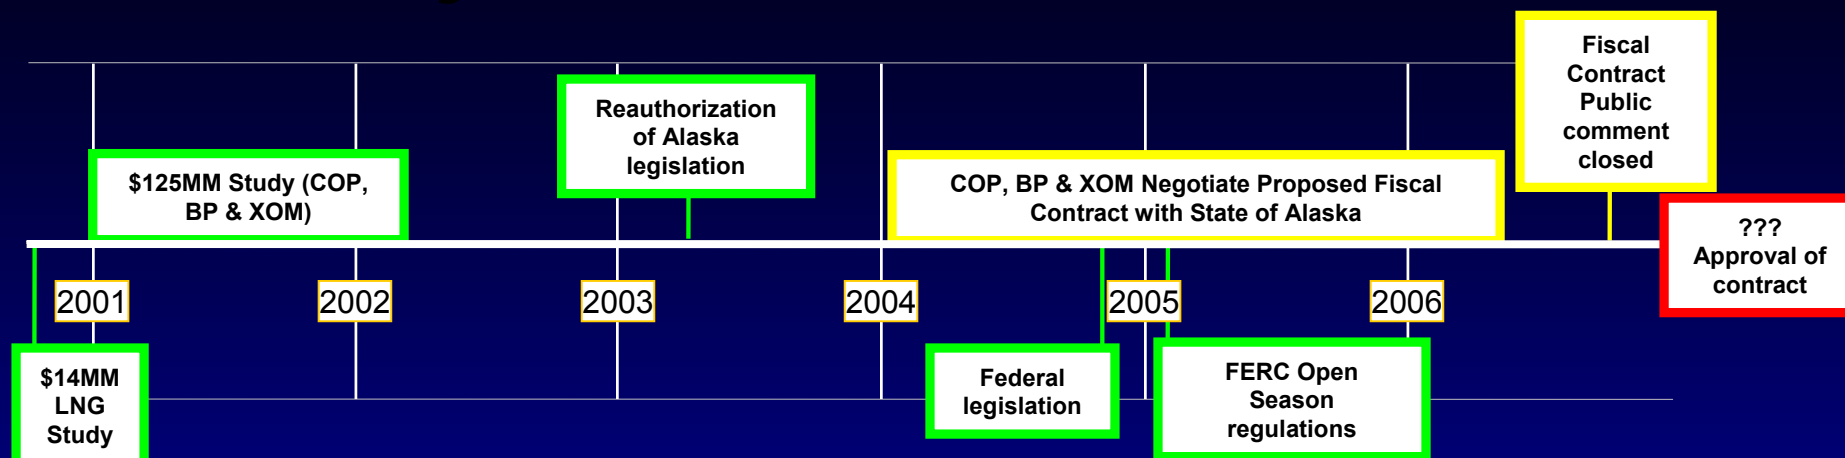 Fiscal
Contract
Public
comment
closed
Reauthorization
of Alaska
legislation
$125MM Study (COP,
BP & XOM)
COP, BP & XOM Negotiate Proposed Fiscal
Contract with State of Alaska
???
Approval of
contract
2001
2002
2003
2004
2005
2006
$14MM
LNG
Study
Federal
legislation
FERC Open
Season
regulations